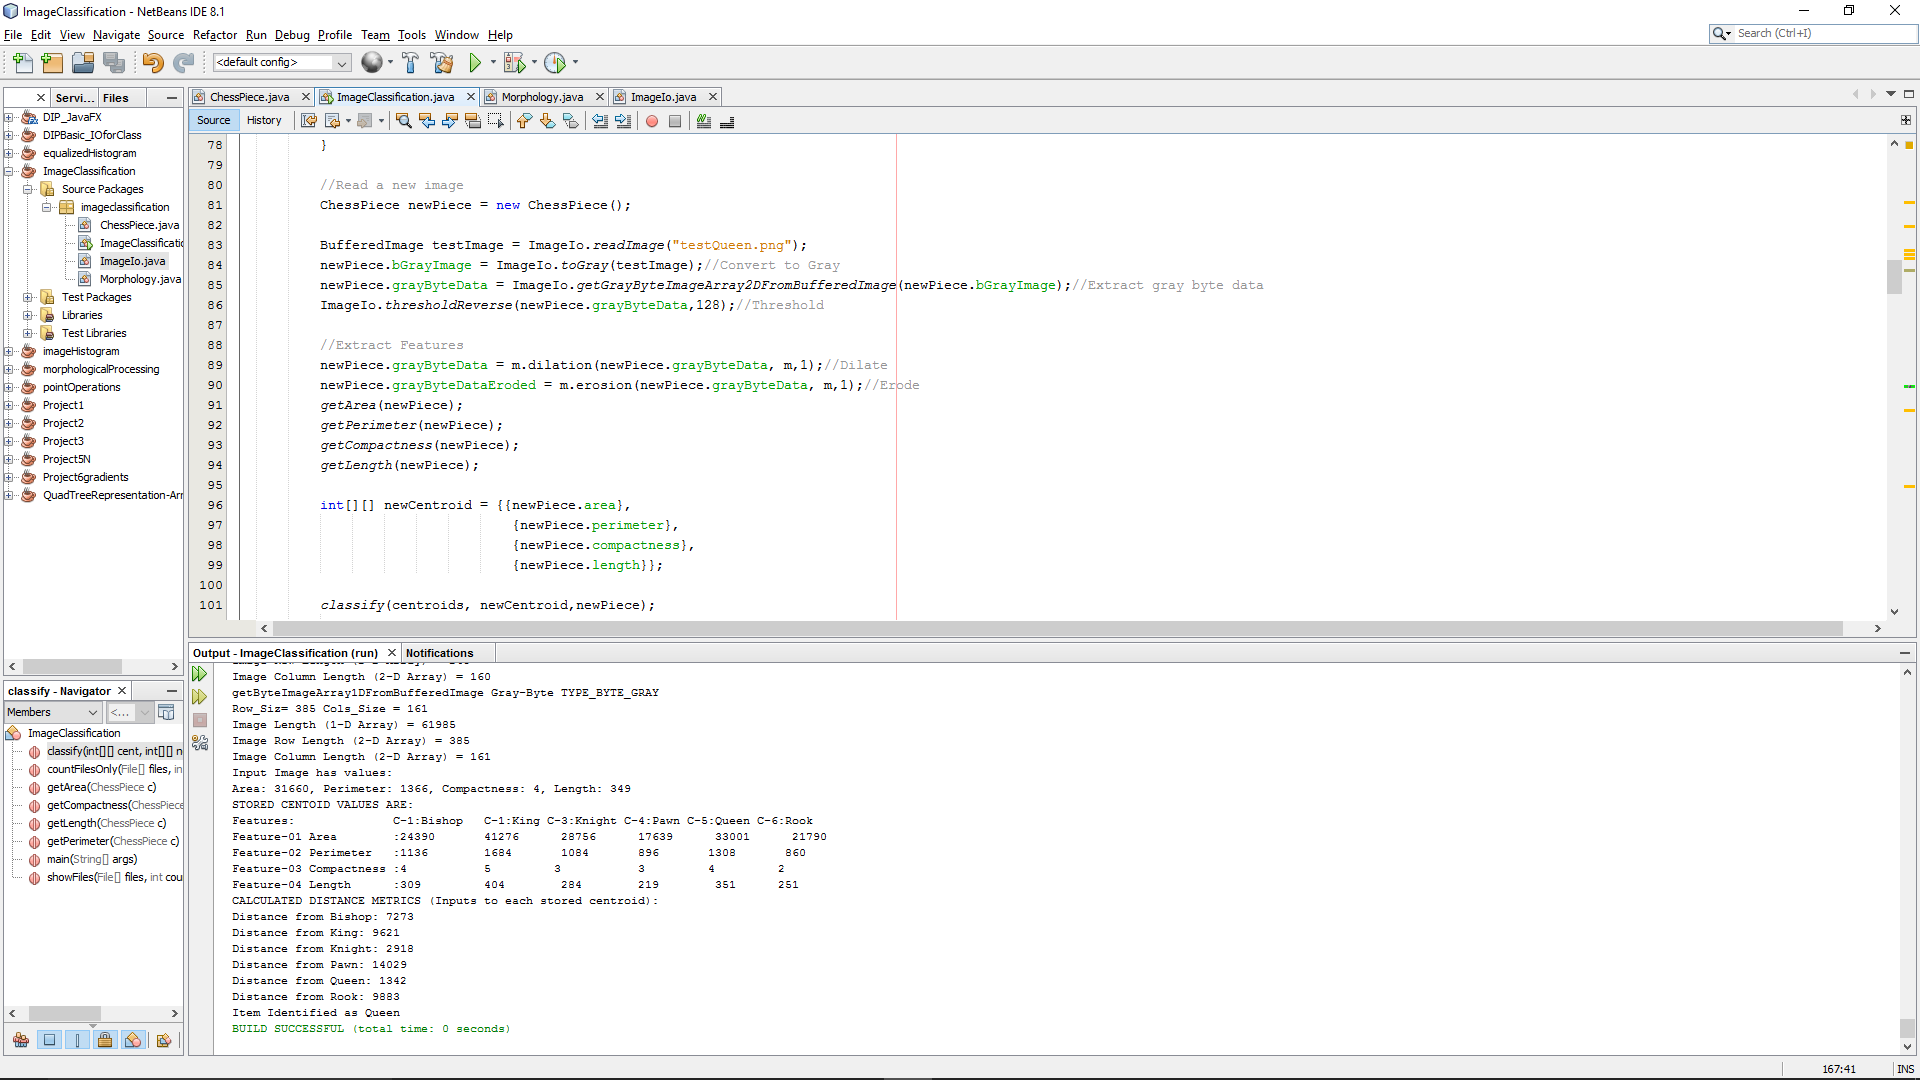 ImageClassification - NetBeans IDE 8.1
File Edit View Navigate Source Refactor Run Debug Profile Team Tools Window Help
Search (Ctrl+I)
<default config>
Servi... Files
ChessPiece.java ImageClassification.java Morphology.java ImageIo.java
Source History
DIP_JavaFX
DIPBasic_IOforClass
equalizedHistogram
ImageClassification
Source Packages
imageclassification
ChessPiece.java
ImageClassificatio
ImageIo.java
Morphology.java
Test Packages
Libraries
Test Libraries
imageHistogram
morphologicalProcessing
pointOperations
Project1
Project2
Project3
Project5N
Project6gradients
QuadTreeRepresentation-Arr
78 }
79
80 //Read a new image
81 ChessPiece newPiece = new ChessPiece();
82
83 BufferedImage testImage = ImageIo.readImage("testQueen.png");
84 newPiece.bGrayImage = ImageIo.toGray(testImage);//Convert to Gray
85 newPiece.grayByteData = ImageIo.getGrayByteImageArray2DFromBufferedImage(newPiece.bGrayImage);//Extract gray byte data
86 ImageIo.thresholdReverse(newPiece.grayByteData,128);//Threshold
87
88 //Extract Features
89 newPiece.grayByteData = m.dilation(newPiece.grayByteData, m,1);//Dilate
90 newPiece.grayByteDataEroded = m.erosion(newPiece.grayByteData, m,1);//Erode
91 getArea(newPiece);
92 getPerimeter(newPiece);
93 getCompactness(newPiece);
94 getLength(newPiece);
95
96 int[][] newCentroid = {{newPiece.area},
97 {newPiece.perimeter},
98 {newPiece.compactness},
99 {newPiece.length}};
100
101 classify(centroids, newCentroid,newPiece);
classify - Navigator
Members <...
ImageClassification
classify(int[][] cent, int[][] n
countFilesOnly(File[] files, in
getArea(ChessPiece c)
getCompactness(ChessPiece
getLength(ChessPiece c)
getPerimeter(ChessPiece c)
main(String[] args)
showFiles(File[] files, int cou
Output - ImageClassification (run) Notifications
Image Column Length (2-D Array) = 160
getByteImageArray1DFromBufferedImage Gray-Byte TYPE_BYTE_GRAY
Row_Siz= 385 Cols_Size = 161
Image Length (1-D Array) = 61985
Image Row Length (2-D Array) = 385
Image Column Length (2-D Array) = 161
Input Image has values:
Area: 31660, Perimeter: 1366, Compactness: 4, Length: 349
STORED CENTOID VALUES ARE:
Features: C-1:Bishop C-1:King C-3:Knight C-4:Pawn C-5:Queen C-6:Rook
Feature-01 Area :24390 41276 28756 17639 33001 21790
Feature-02 Perimeter :1136 1684 1084 896 1308 860
Feature-03 Compactness :4 5 3 3 4 2
Feature-04 Length :309 404 284 219 351 251
CALCULATED DISTANCE METRICS (Inputs to each stored centroid):
Distance from Bishop: 7273
Distance from King: 9621
Distance from Knight: 2918
Distance from Pawn: 14029
Distance from Queen: 1342
Distance from Rook: 9883
Item Identified as Queen
BUILD SUCCESSFUL (total time: 0 seconds)
167:41 INS